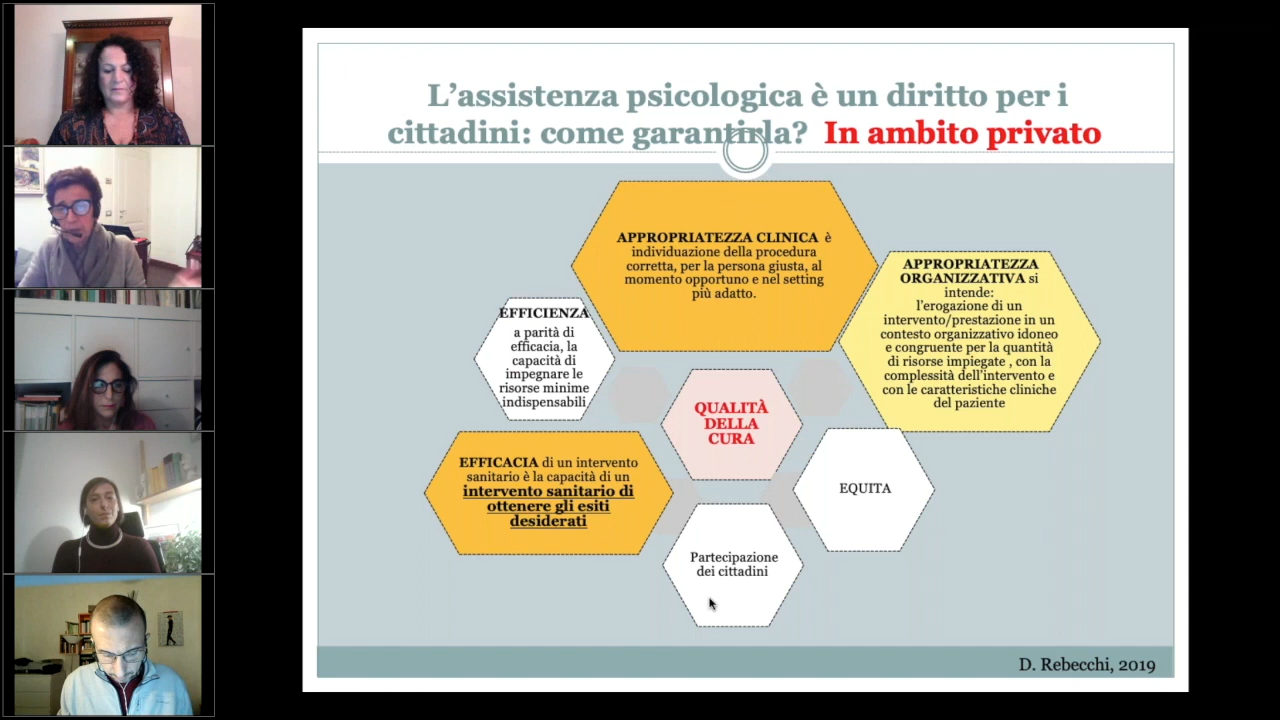 L'assistenza psicologica è un diritto per i
cittadini: come garantirla? In ambito privato
APPROPRIATEZZA CLINICA è
individuazione della procedura
corretta, per la persona giusta, al
momento opportuno e nel setting
più adatto.
APPROPRIATEZZA
ORGANIZZATIVA si
intende:
l'erogazione di un
intervento/prestazione in un
contesto organizzativo idoneo
e congruente per la quantità
di risorse impiegate , con la
complessità dell'intervento e
con le caratteristiche cliniche
del paziente
EFFICIENZA
a parità di
efficacia, la
capacità di
impegnare le
risorse minime
indispensabili
QUALITÀ
DELLA
CURA
EFFICACIA di un intervento
sanitario è la capacità di un
intervento sanitario di
ottenere gli esiti
desiderati
EQUITA
Partecipazione
dei cittadini
D. Rebecchi, 2019